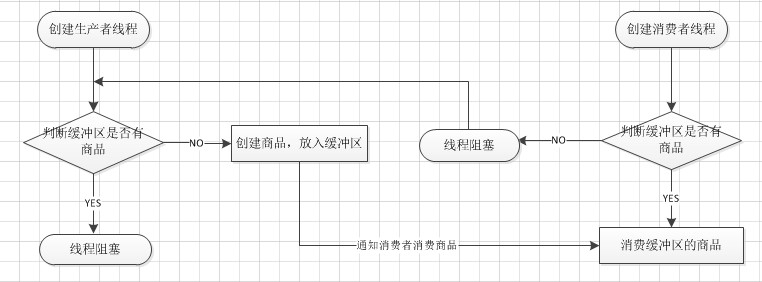 创建生产者线程
创建消费者线程
判断缓冲区是否有
商品
NO
创建商品，放入缓冲区
线程阻塞
NO
判断缓冲区是否有
商品
YES
YES
线程阻塞
通知消费者消费商品
消费缓冲区的商品